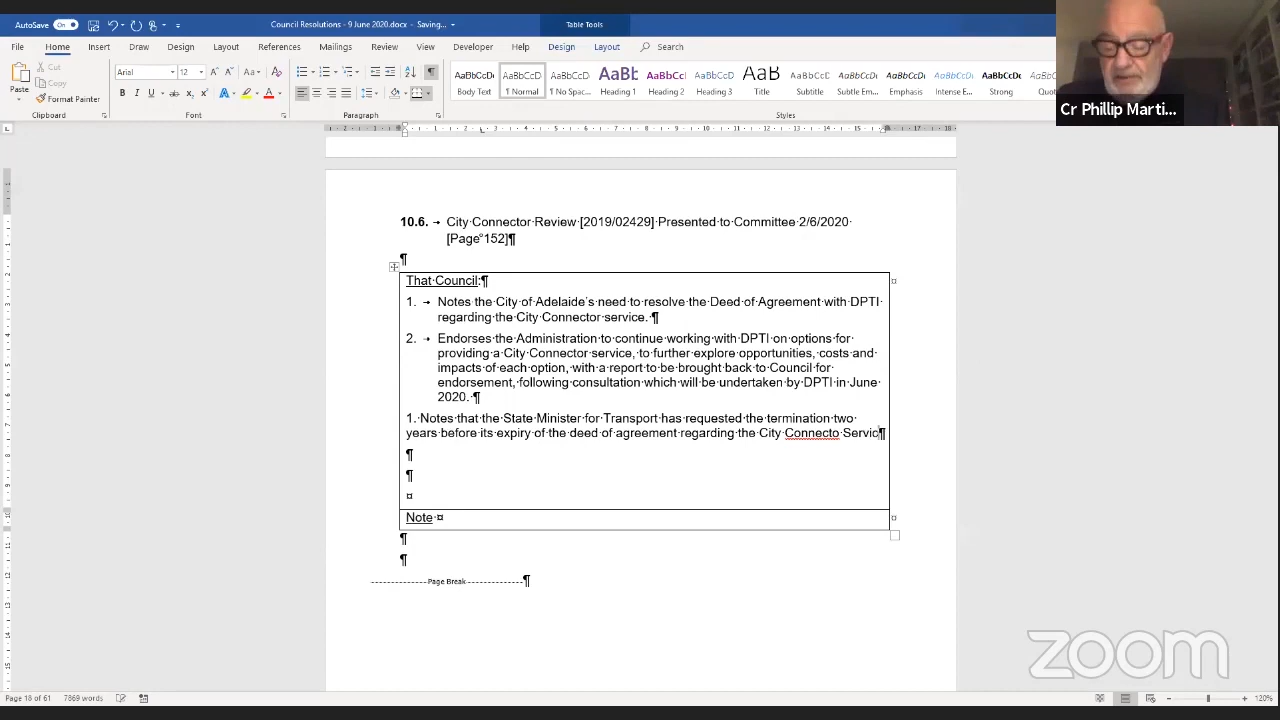 AutoSave On Council Resolutions - 9 June 2020.docx - Saving... Table Tools
File Home Insert Draw Design Layout References Mailings Review View Developer Help Design Layout Search
Cut
Copy
Paste Format Painter
Arial 12
AaBbCcDc AaBbCcD AaBbCcDc AaBb AaBbCc AaBbCcI AaB AaBbCcD AaBbCcDc AaBbCcDc AaBbCcDc AaBbCcDc AaBb
Body Text ¶ Normal ¶ No Spac... Heading 1 Heading 2 Heading 3 Title Subtitle Subtle Em... Emphasis Intense E... Strong Quot
Clipboard Font Paragraph Styles
Cr Phillip Marti...
10.6. City Connector Review [2019/02429] Presented to Committee 2/6/2020
[Page 152]¶
¶
That Council:¶
1. Notes the City of Adelaide's need to resolve the Deed of Agreement with DPTI
regarding the City Connector service. ¶
2. Endorses the Administration to continue working with DPTI on options for
providing a City Connector service, to further explore opportunities, costs and
impacts of each option, with a report to be brought back to Council for
endorsement, following consultation which will be undertaken by DPTI in June
2020. ¶
1. Notes that the State Minister for Transport has requested the termination two
years before its expiry of the deed of agreement regarding the City Connecto Servic¶
¶
¶
¤
Note ¤
¶
¶
Page Break ¶
zoom
Page 18 of 61 7869 words 120%